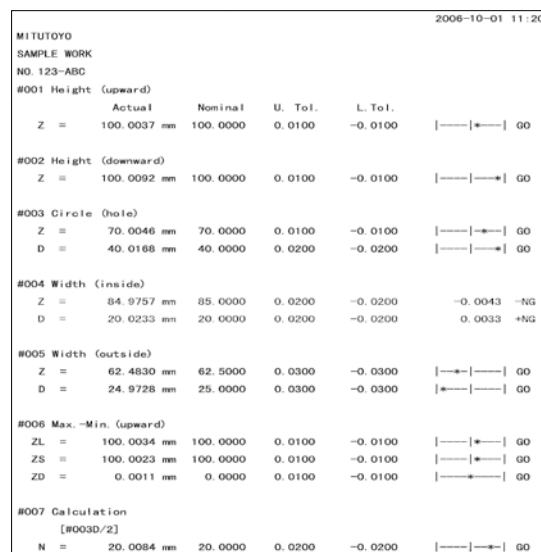 2006-10-01 11:20
MITUTOYO
SAMPLE WORK
NO. 123-ABC
#001 Height (upward)
Actual Nominal U. Tol. L. Tol.
Z = 100.0037 mm 100.0000 0.0100 -0.0100 |----|*---| GO
#002 Height (downward)
Z = 100.0092 mm 100.0000 0.0100 -0.0100 |----|---*| GO
#003 Circle (hole)
Z = 70.0046 mm 70.0000 0.0100 -0.0100 |----|-*--| GO
D = 40.0168 mm 40.0000 0.0200 -0.0200 |----|---*| GO
#004 Width (inside)
Z = 84.9757 mm 85.0000 0.0200 -0.0200 -0.0043 -NG
D = 20.0233 mm 20.0000 0.0200 -0.0200 0.0033 +NG
#005 Width (outside)
Z = 62.4830 mm 62.5000 0.0300 -0.0300 |--*-|----| GO
D = 24.9728 mm 25.0000 0.0300 -0.0300 |*---|----| GO
#006 Max.-Min. (upward)
ZL = 100.0034 mm 100.0000 0.0100 -0.0100 |----|*---| GO
ZS = 100.0023 mm 100.0000 0.0100 -0.0100 |----|*---| GO
ZD = 0.0011 mm 0.0000 0.0100 -0.0100 |----*----| GO
#007 Calculation
[#003D/2]
N = 20.0084 mm 20.0000 0.0200 -0.0200 |----|--*-| GO